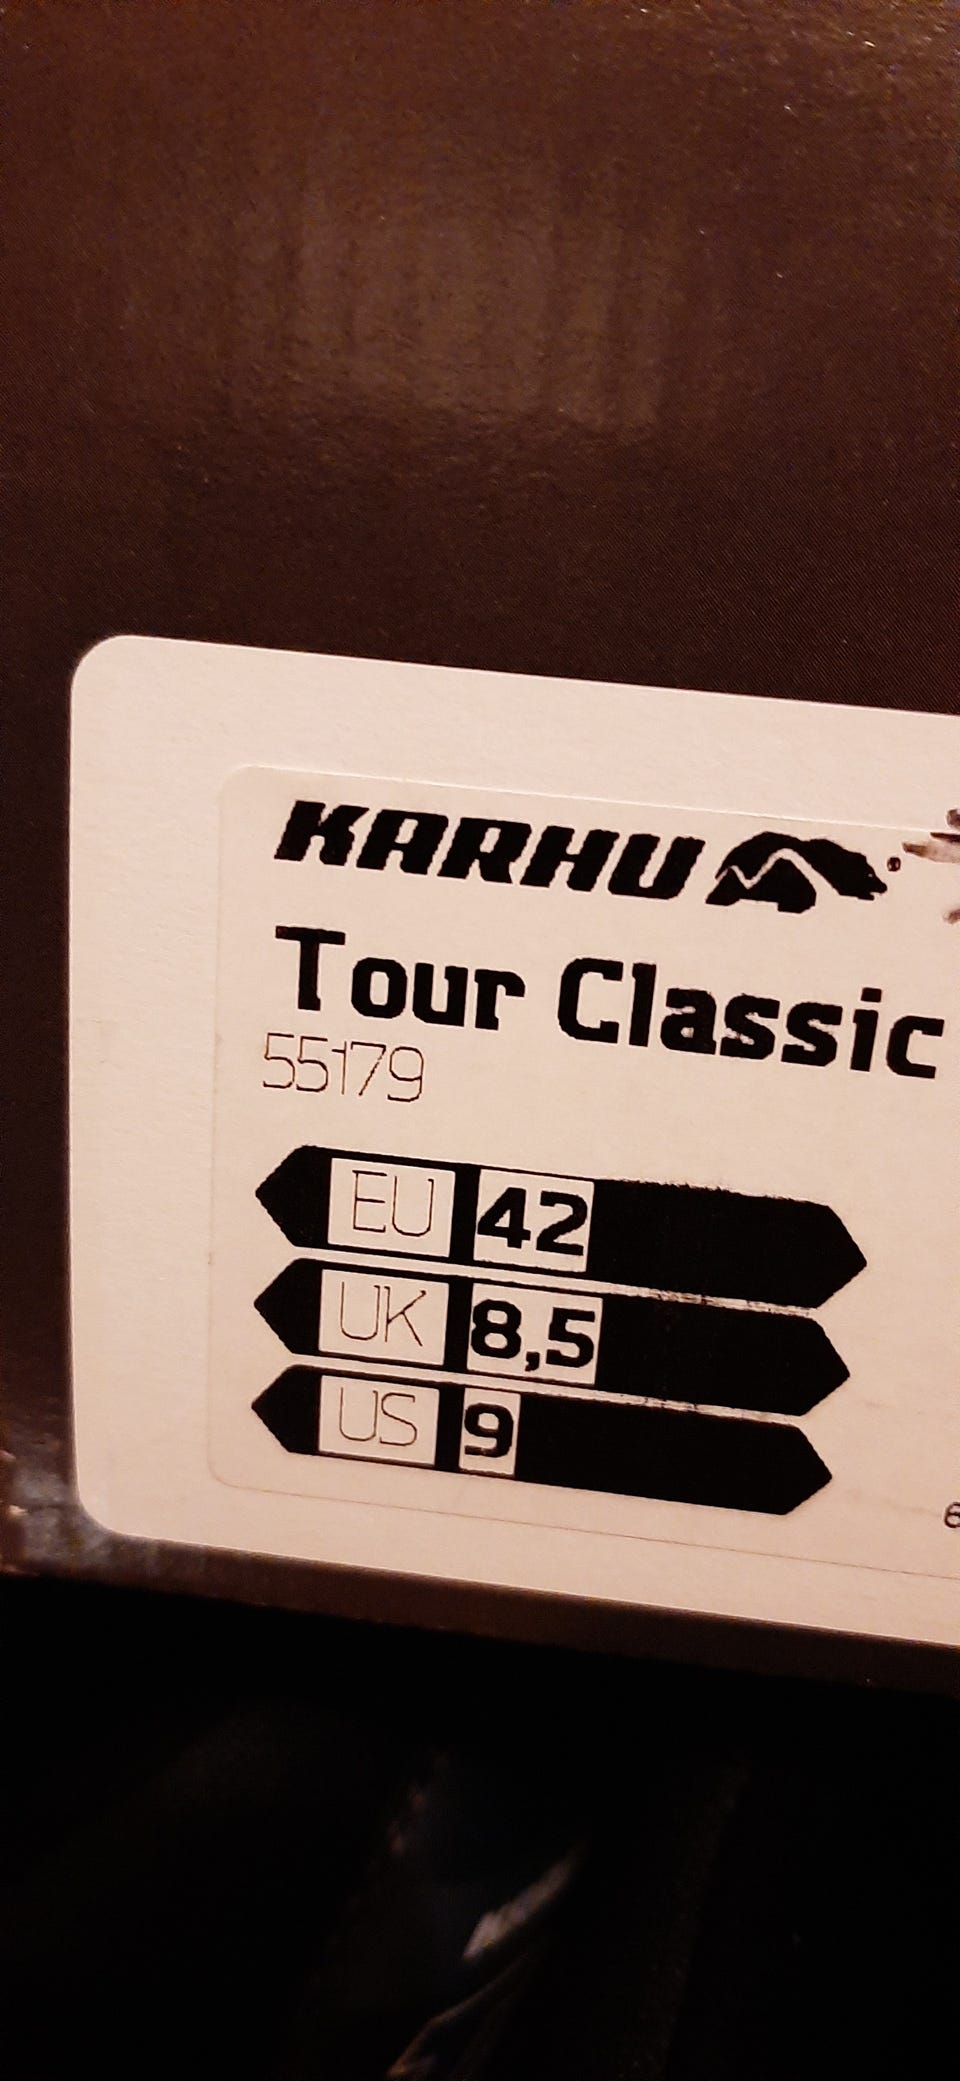 KARHU
Tour Classic
55179
EU 42
UK 8,5
US 9